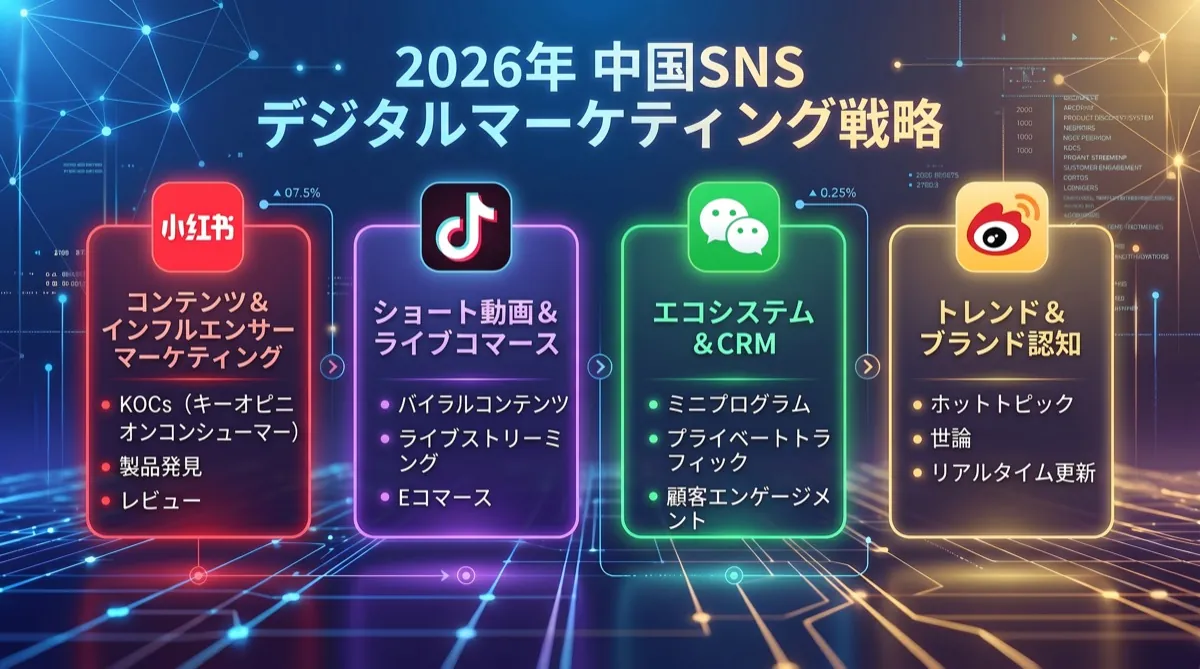 2026年 中国SNS
デジタルマーケティング戦略
▲ 07.5%
▲ 0.25%
2000
1000
1000
1000
PRODUCT
KOCS
CUSTOMER ENGAGEMENT
小红书
コンテンツ＆
インフルエンサー
マーケティング
• KOCs（キーオピニ
オンコンシューマー）
• 製品発見
• レビュー
ショート動画＆
ライブコマース
• バイラルコンテンツ
• ライブストリーミ
ング
• Eコマース
エコシステム
＆CRM
• ミニプログラム
• プライベートトラ
フィック
• 顧客エンゲージメ
ント
トレンド＆
ブランド認知
• ホットトピック
• 世論
• リアルタイム更新